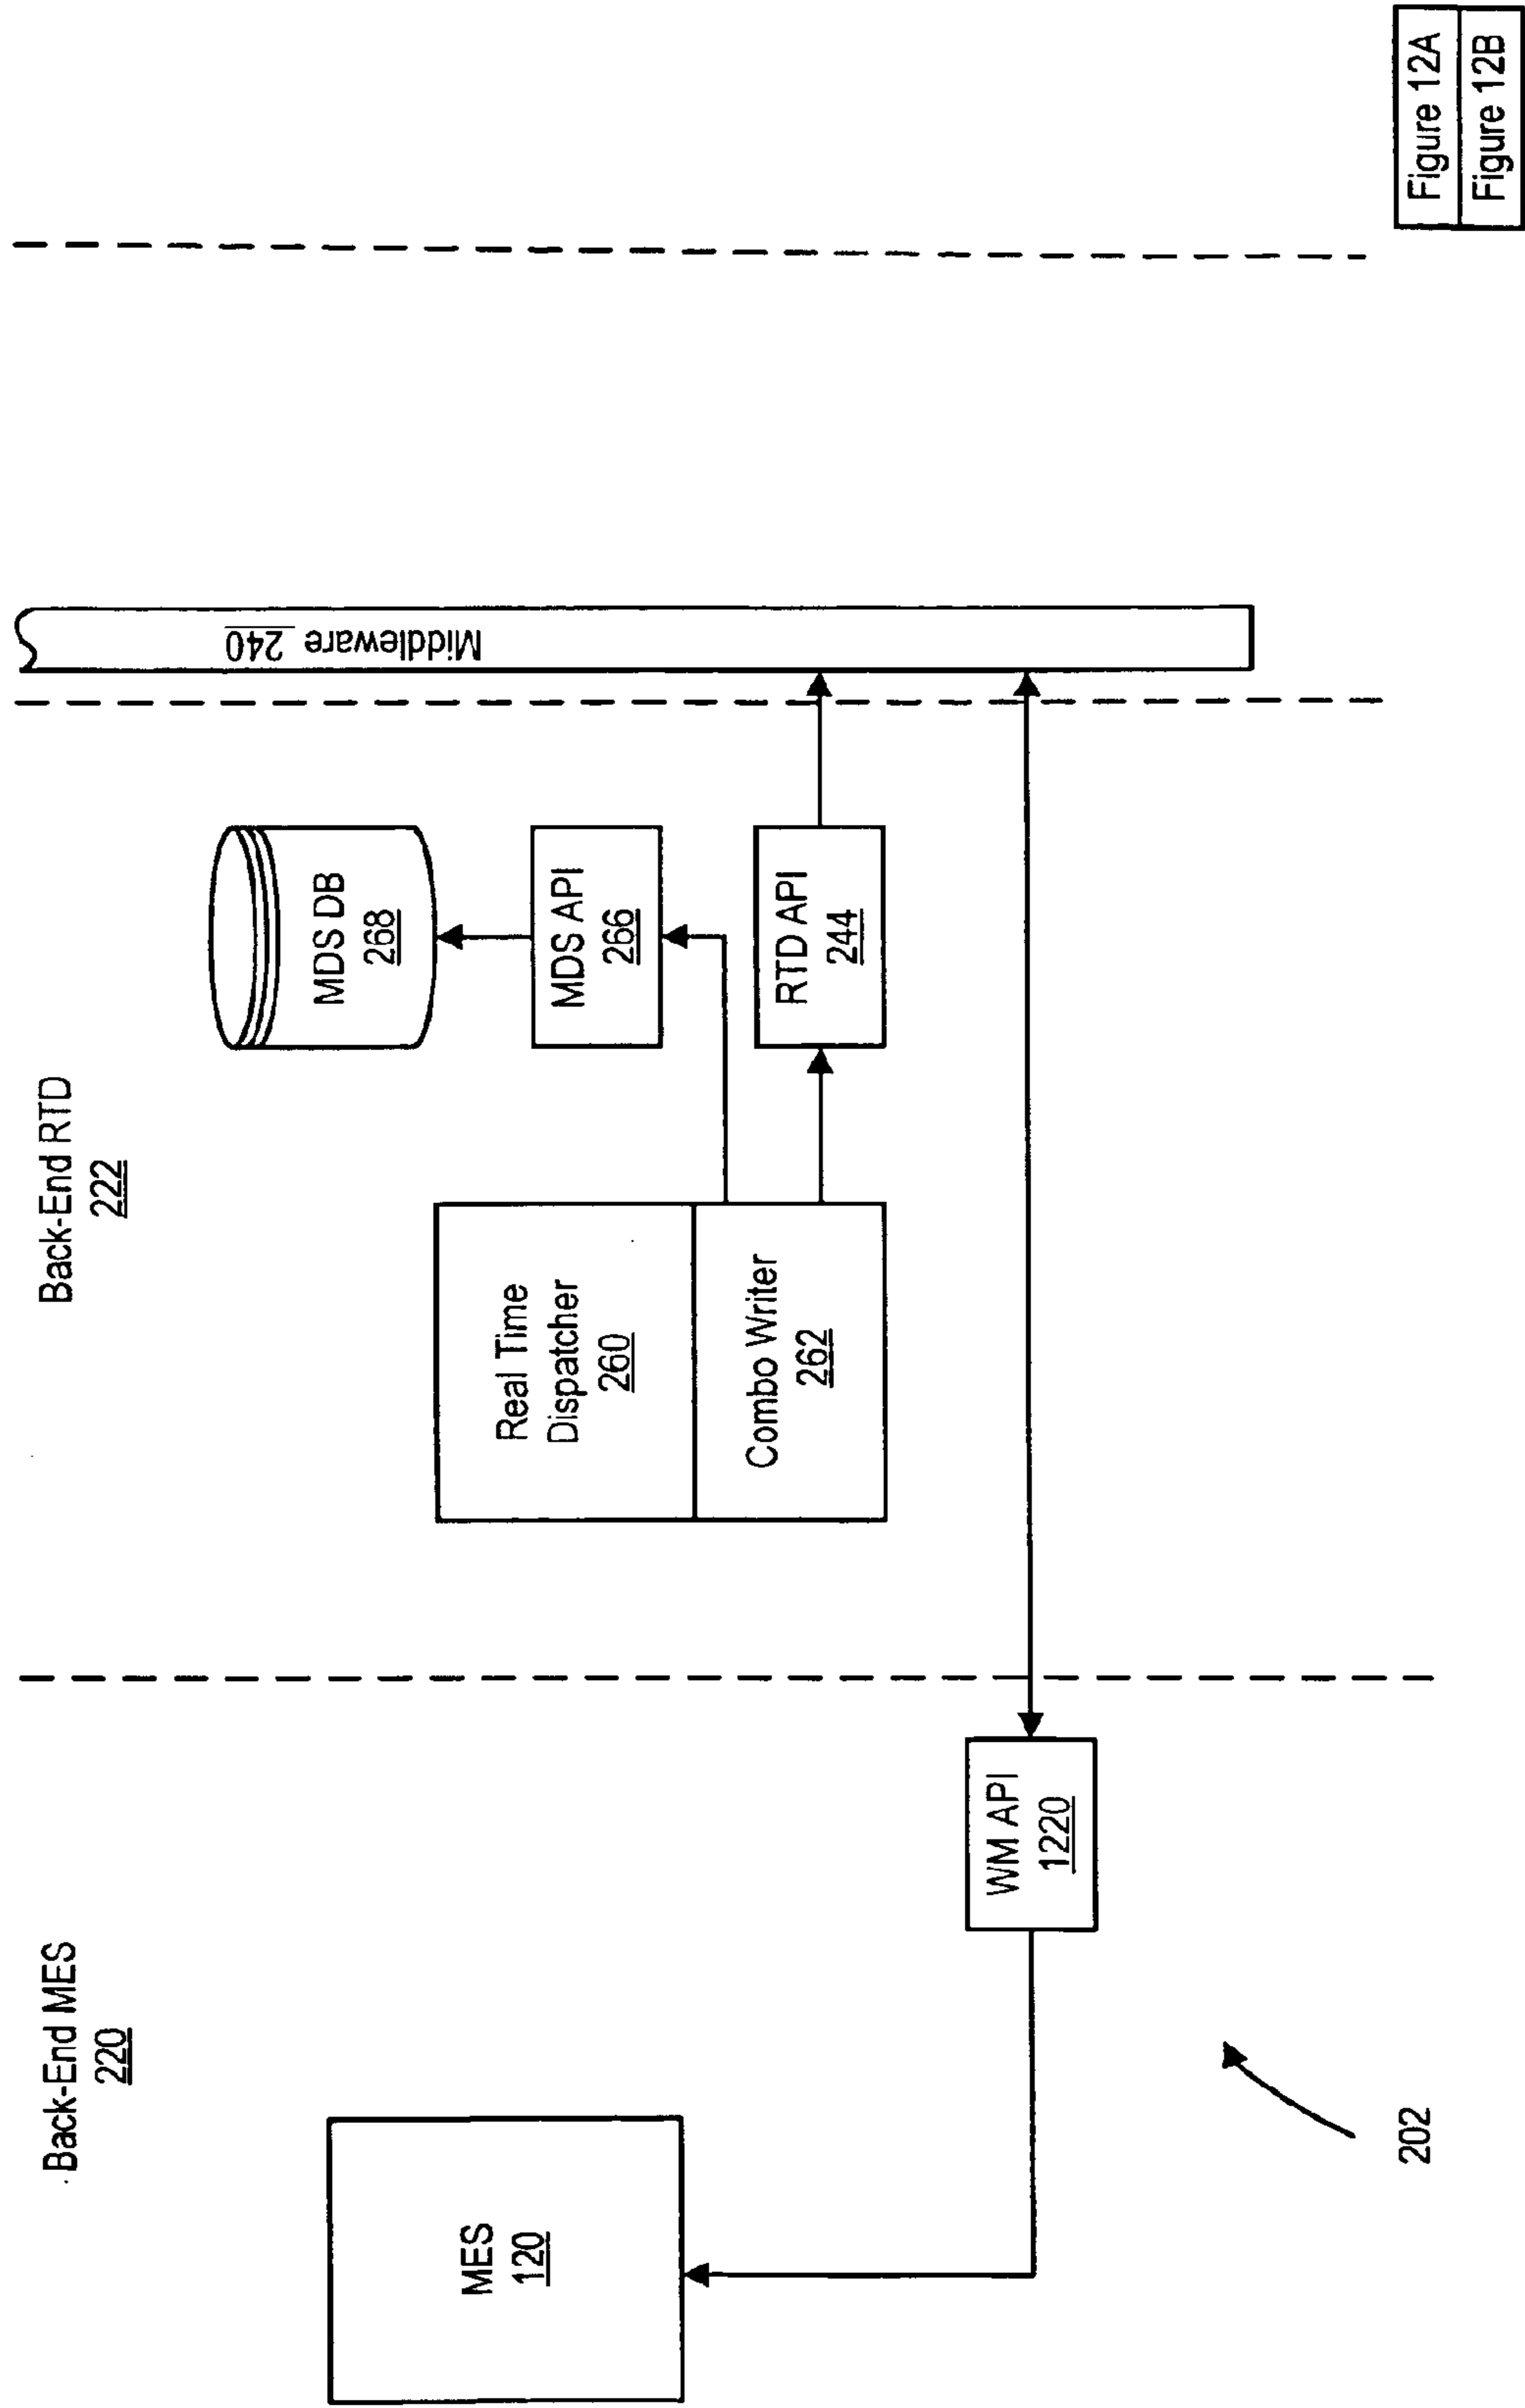 Back-End MES
220
Back-End RTD
222
MES
120
WM API
1220
Real Time
Dispatcher
260
Combo Writer
262
MDS DB
268
MDS API
266
RTD API
244
Middleware 240
202
Figure 12A
Figure 12B